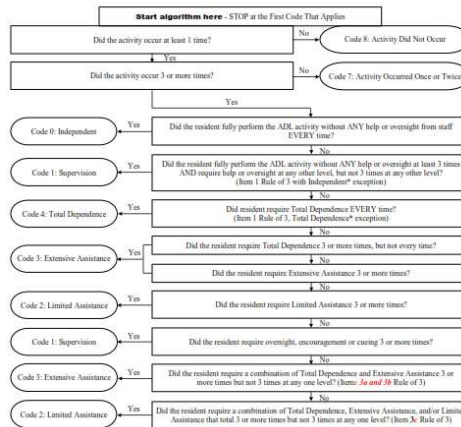 Start algorithm here - STOP at the First Code That Applies
Did the activity occur at least 1 time?
No
Code 8: Activity Did Not Occur
Yes
Did the activity occur 3 or more times?
No
Code 7: Activity Occurred Once or Twice
Yes
Code 0: Independent
Yes
Did the resident fully perform the ADL activity without ANY help or oversight from staff
EVERY time?
No
Code 1: Supervision
Yes
Did the resident fully perform the ADL activity without ANY help or oversight at least 3 times
AND require help or oversight at any other level, but not 3 times at any other level?
(Item 1 Rule of 3 with Independent* exception)
No
Code 4: Total Dependence
Yes
Did resident require Total Dependence EVERY time?
(Item 1 Rule of 3, Total Dependence* exception)
No
Did the resident require Total Dependence 3 or more times, but not every time?
Code 3: Extensive Assistance
Yes
No
Did the resident require Extensive Assistance 3 or more times?
No
Code 2: Limited Assistance
Yes
Did the resident require Limited Assistance 3 or more times?
No
Code 1: Supervision
Yes
Did the resident require oversight, encouragement or cueing 3 or more times?
No
Code 3: Extensive Assistance
Yes
Did the resident require a combination of Total Dependence and Extensive Assistance 3 or
more times but not 3 times at any one level? (Items 3a and 3b Rule of 3)
No
Code 2: Limited Assistance
Yes
Did the resident require a combination of Total Dependence, Extensive Assistance, and/or Limited
Assistance that total 3 or more times but not 3 times at any one level? (Item 3c Rule of 3)